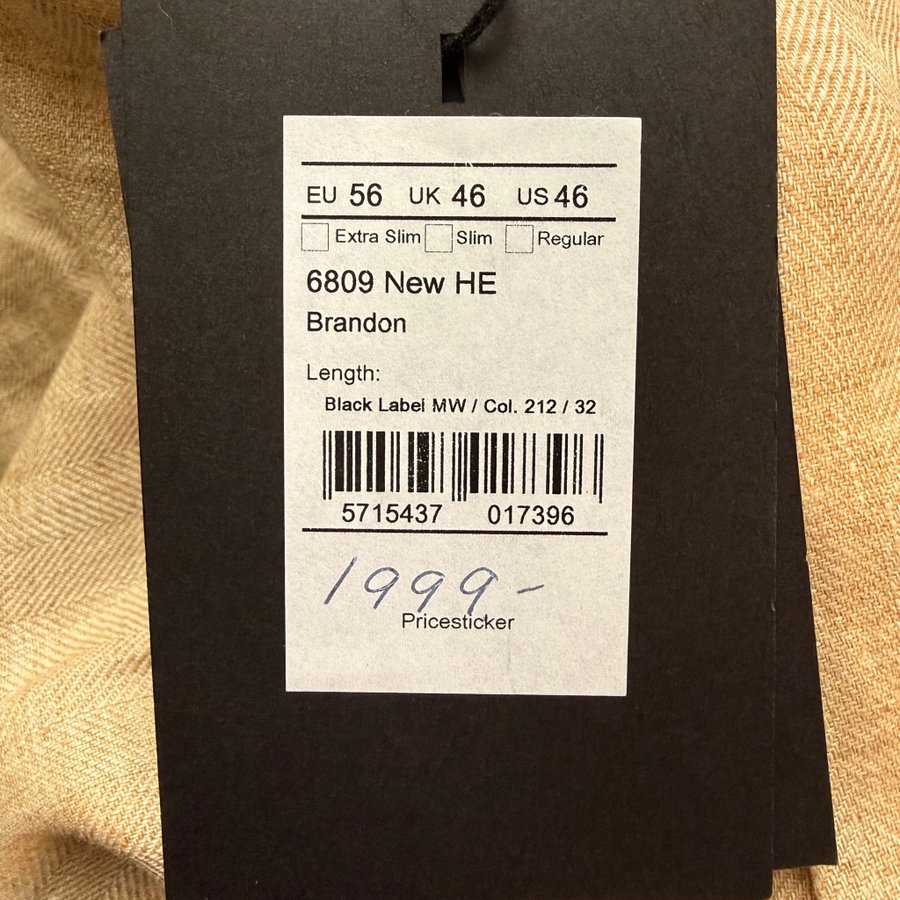 EU 56 UK 46 US 46
Extra Slim Slim Regular
6809 New HE
Brandon
Length:
Black Label MW / Col. 212 / 32
5715437 017396
1999-
Pricesticker